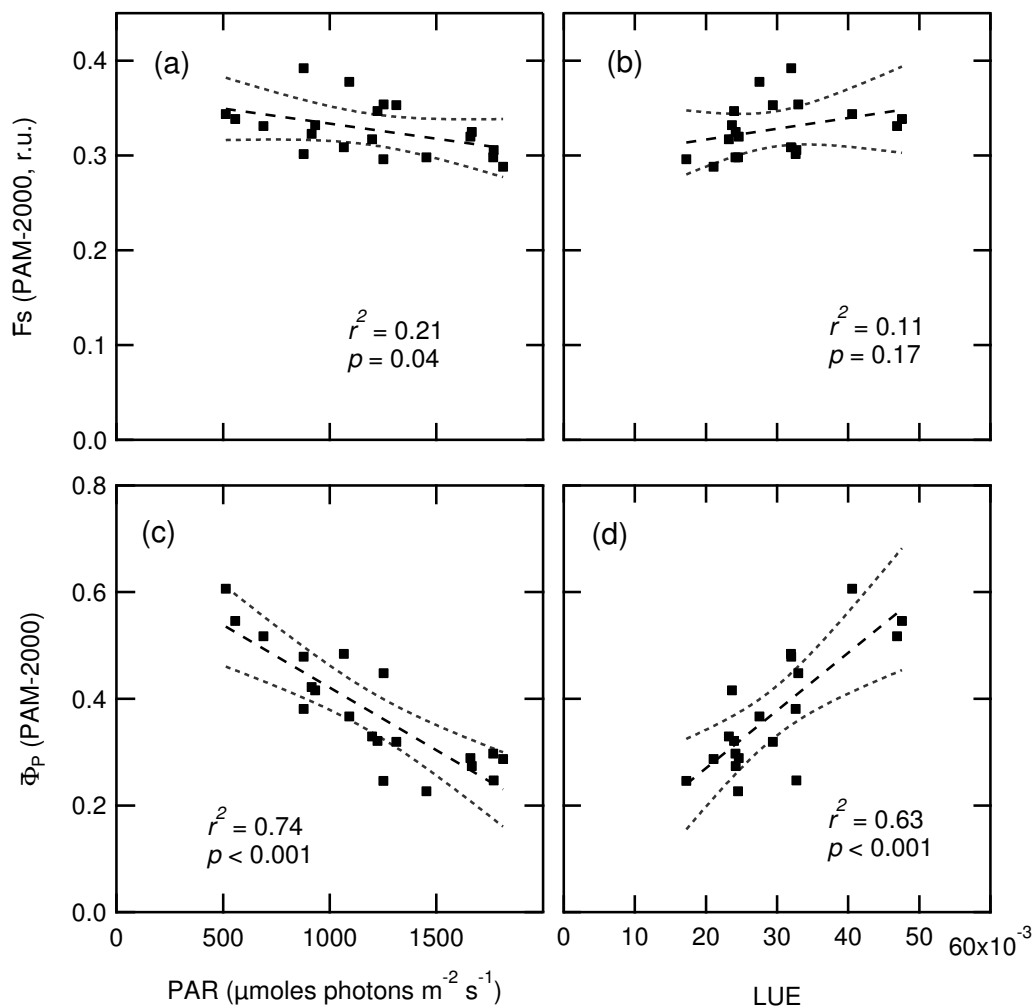 (a)
(b)
0.4
0.3
0.2
0.1
0.0
Fs (PAM-2000, r.u.)
r² = 0.21
p = 0.04
r² = 0.11
p = 0.17
(c)
(d)
0.8
0.6
0.4
0.2
0.0
Φ_P (PAM-2000)
r² = 0.74
p < 0.001
r² = 0.63
p < 0.001
0 500 1000 1500
0 10 20 30 40 50 60x10⁻³
PAR (µmoles photons m⁻² s⁻¹)
LUE